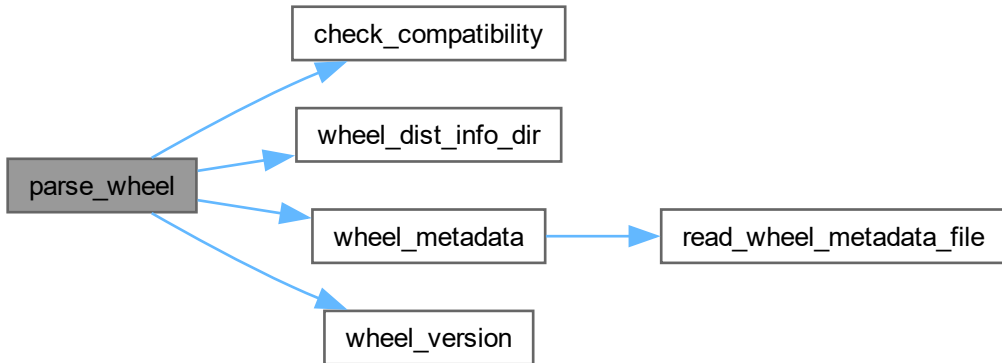 check_compatibility
wheel_dist_info_dir
parse_wheel
wheel_metadata
read_wheel_metadata_file
wheel_version